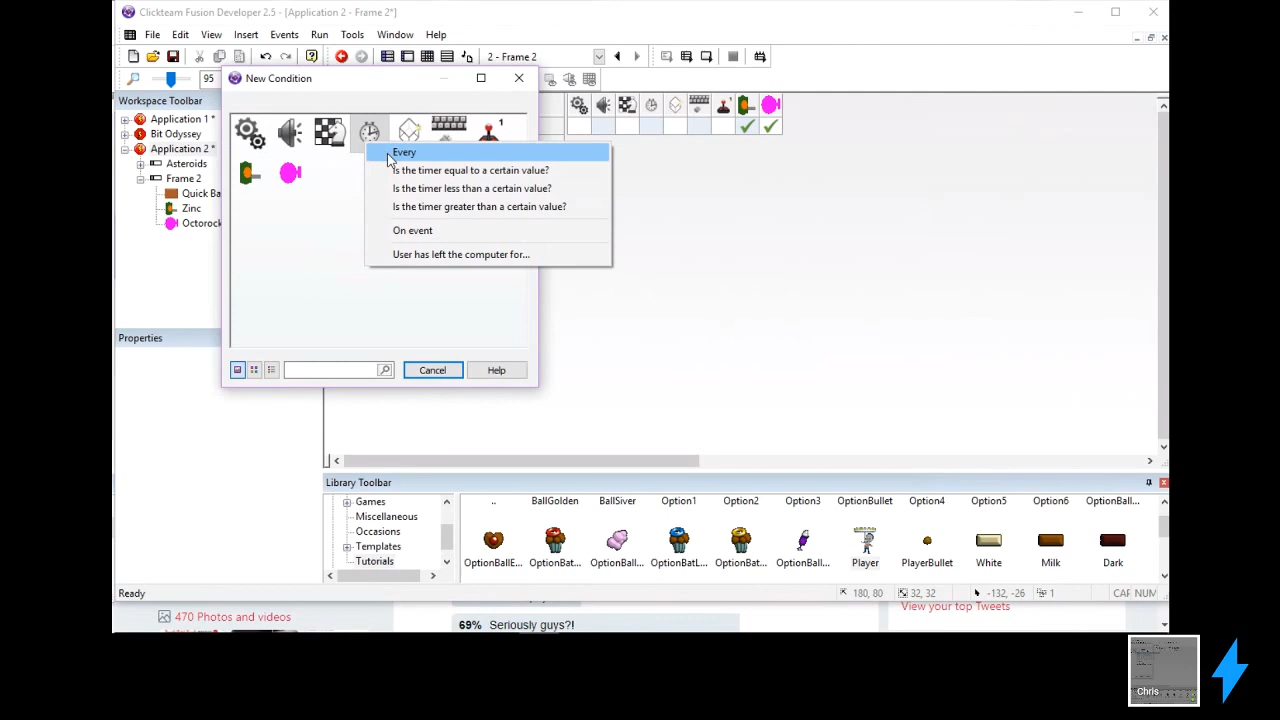 Clickteam Fusion Developer 2.5 - [Application 2 - Frame 2*]
File Edit View Insert Events Run Tools Window Help
2 - Frame 2
95
New Condition
Workspace Toolbar
Application 1 *
Bit Odyssey
Application 2 *
Asteroids
Frame 2
Quick Ba
Zinc
Octorock
1
1
Every
Is the timer equal to a certain value?
Is the timer less than a certain value?
Is the timer greater than a certain value?
On event
User has left the computer for...
Properties
Cancel Help
Library Toolbar
Games
Miscellaneous
Occasions
Templates
Tutorials
.. BallGolden BallSiver Option1 Option2 Option3 OptionBullet Option4 Option5 Option6 OptionBall...
OptionBallE... OptionBat... OptionBall... OptionBatL... OptionBat... OptionBall... Player PlayerBullet White Milk Dark
Ready 180, 80 32, 32 -132, -26 1 CAP NUM
470 Photos and videos
69% Seriously guys?!
View your top Tweets
Chris